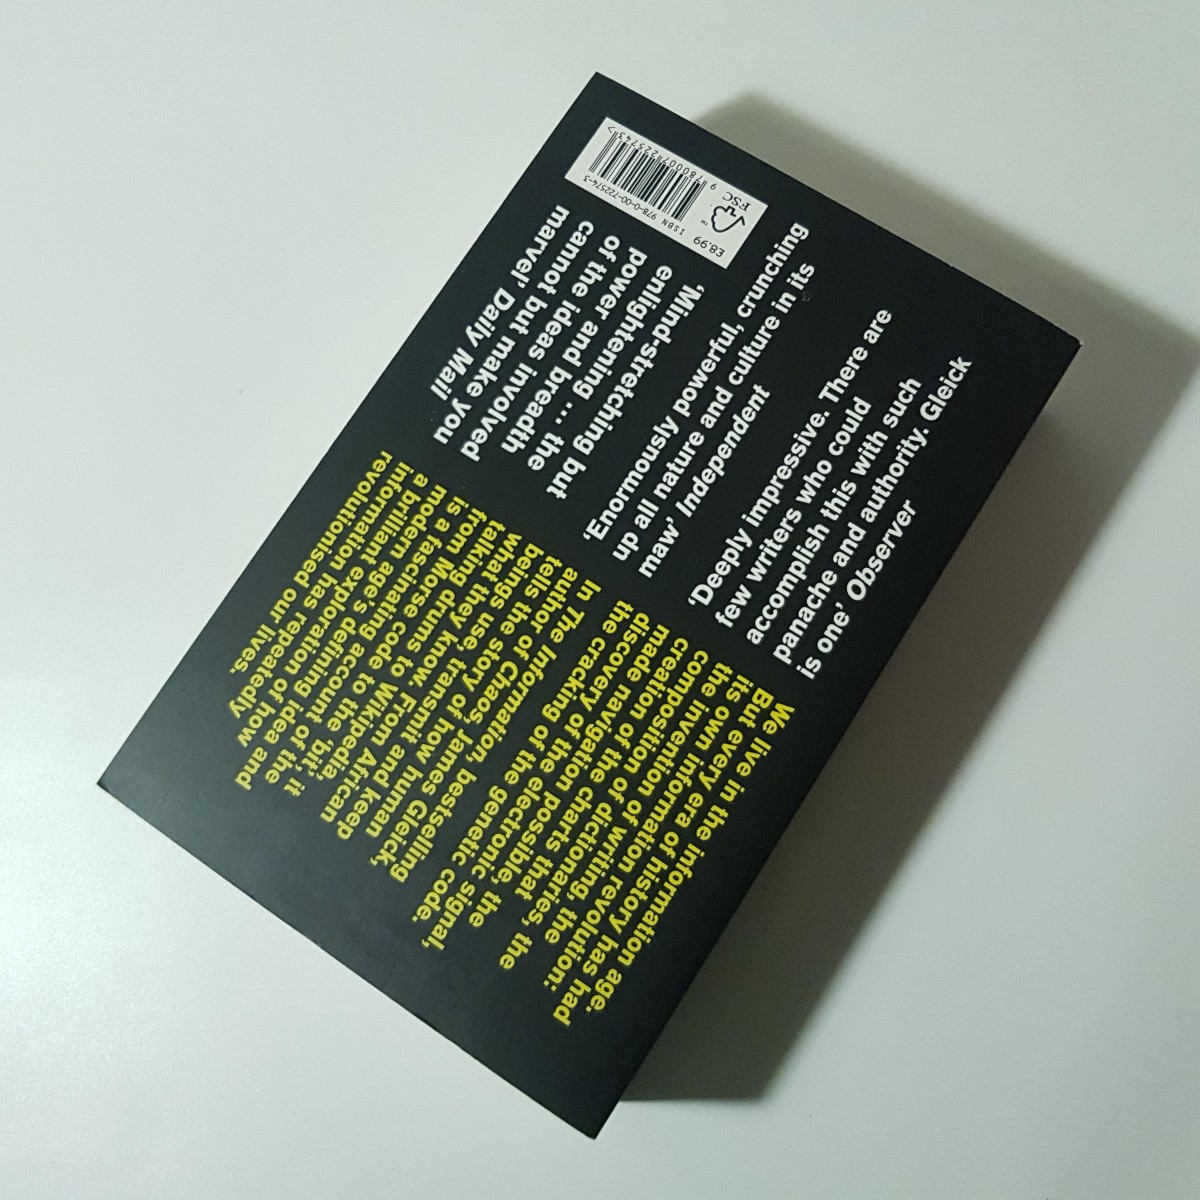 We live in the information age.
But every era of history has had
its own information revolution:
the invention of writing, the
composition of dictionaries, the
creation of the charts that
made navigation possible, the
discovery of the electronic signal,
the cracking of the genetic code.
In The Information, bestselling
author of Chaos, James Gleick,
tells the story of how human
beings use, transmit and keep
what they know. From African
talking drums to Wikipedia,
from Morse code to the ‘bit’, it
is a fascinating account of the
modern age’s defining idea and
a brilliant exploration of how
information has repeatedly
revolutionised our lives.
‘Deeply impressive. There are
few writers who could
accomplish this with such
panache and authority. Gleick
is one’ Observer
‘Enormously powerful, crunching
up all nature and culture in its
maw’ Independent
‘Mind-stretching but
enlightening ... the
power and breadth
of the ideas involved
cannot but make you
marvel’ Daily Mail
£8.99
™
FSC
ISBN 978-0-00-722574-3
9 780007 225743 >